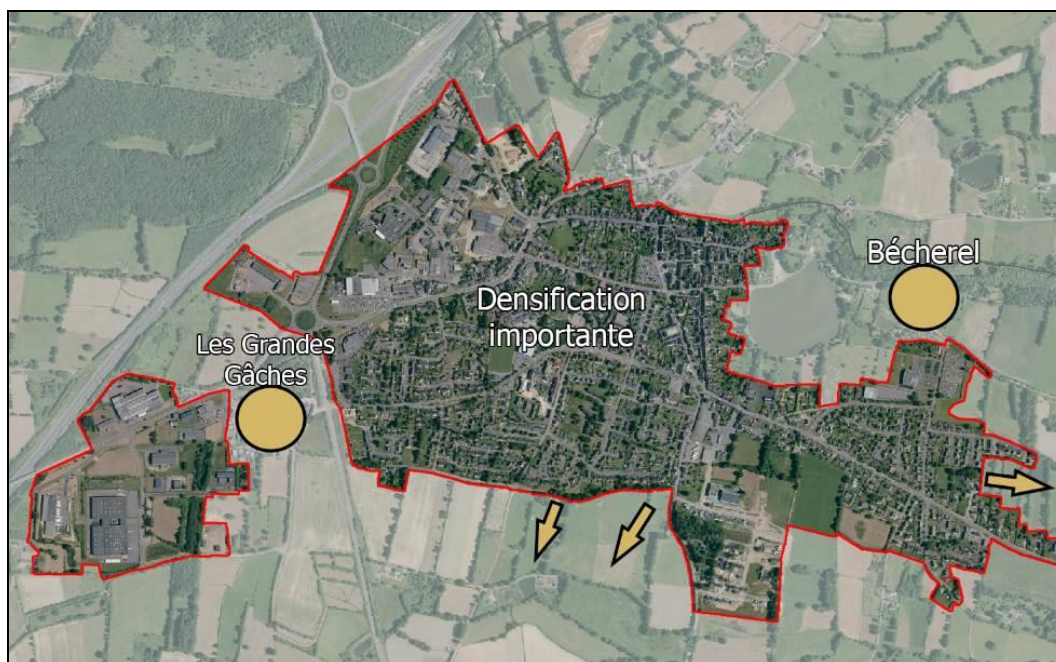 Bécherel
Densification
importante
Les Grandes
Gâches